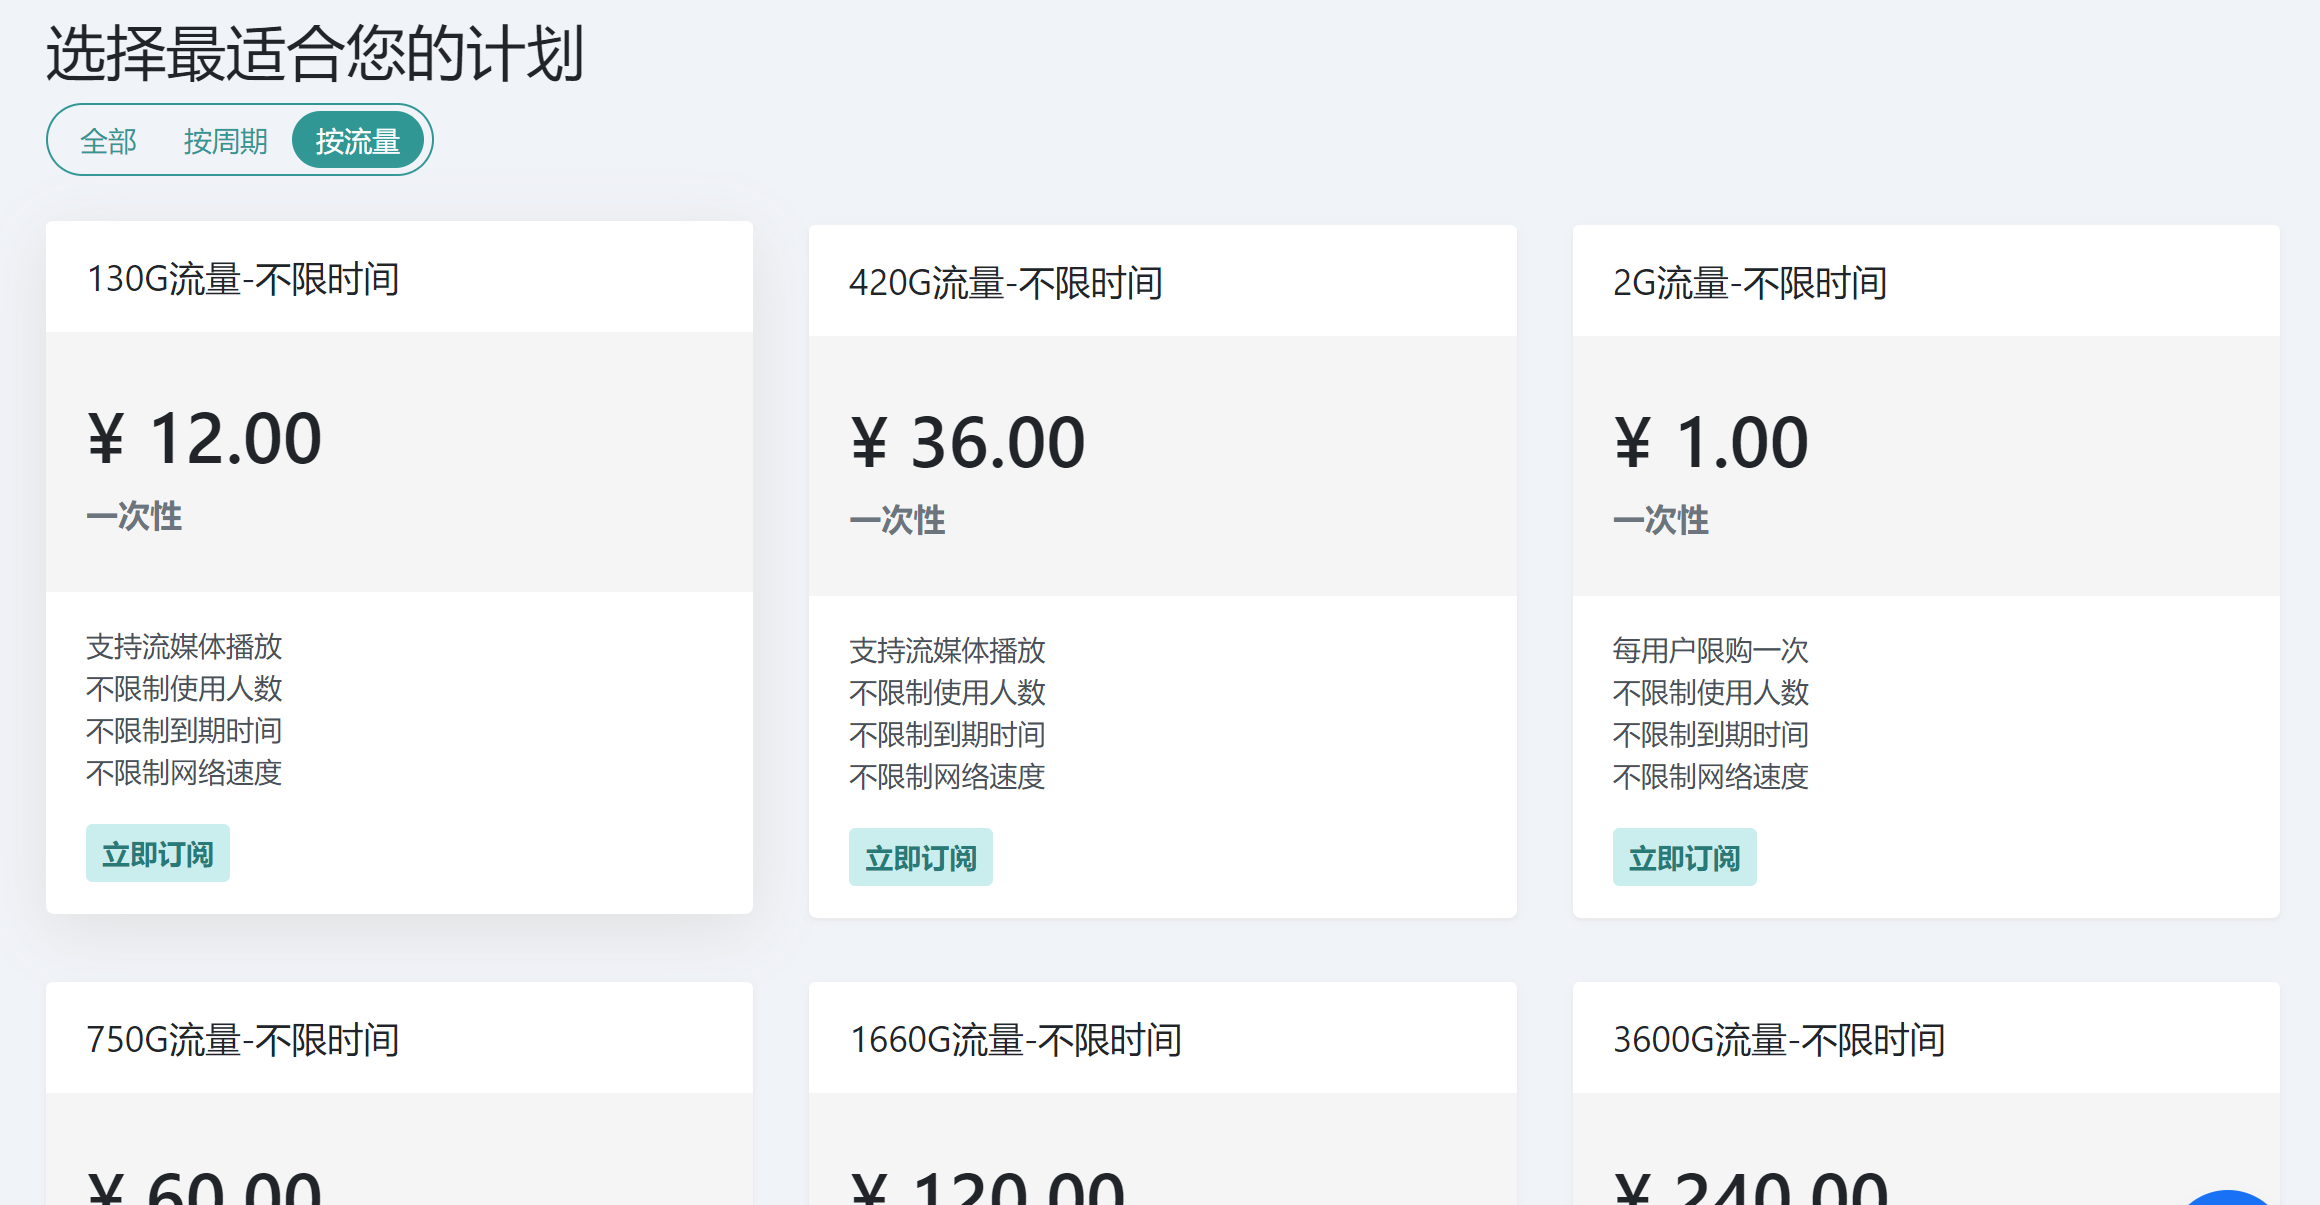 选择最适合您的计划
全部 按周期 按流量
130G流量-不限时间
¥ 12.00
一次性
支持流媒体播放
不限制使用人数
不限制到期时间
不限制网络速度
立即订阅
420G流量-不限时间
¥ 36.00
一次性
支持流媒体播放
不限制使用人数
不限制到期时间
不限制网络速度
立即订阅
2G流量-不限时间
¥ 1.00
一次性
每用户限购一次
不限制使用人数
不限制到期时间
不限制网络速度
立即订阅
750G流量-不限时间
¥ 60.00
1660G流量-不限时间
¥ 120.00
3600G流量-不限时间
¥ 240.00